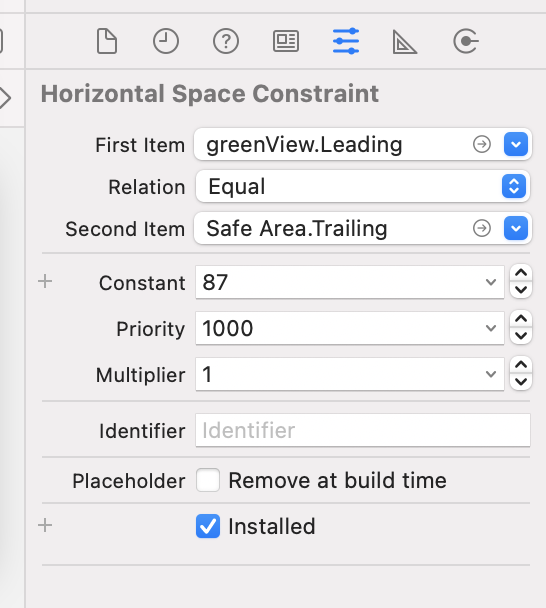 Horizontal Space Constraint
First Item greenView.Leading
Relation Equal
Second Item Safe Area.Trailing
Constant 87
Priority 1000
Multiplier 1
Identifier Identifier
Placeholder Remove at build time
Installed